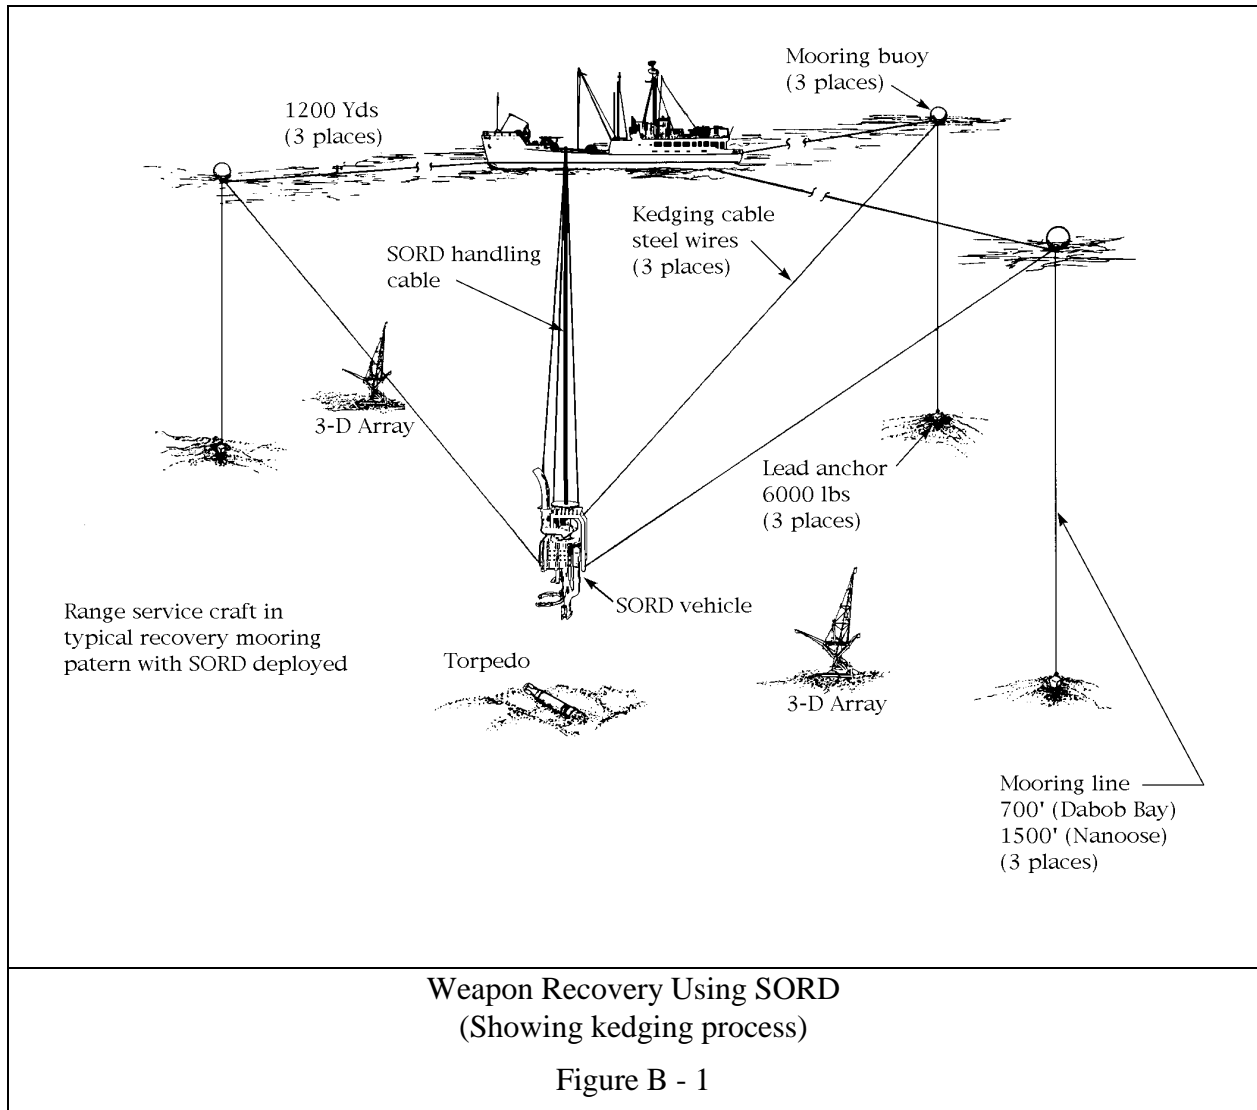 Mooring buoy
(3 places)
1200 Yds
(3 places)
Kedging cable
steel wires
(3 places)
SORD handling
cable
3-D Array
Lead anchor
6000 lbs
(3 places)
SORD vehicle
Range service craft in
typical recovery mooring
patern with SORD deployed
Torpedo
3-D Array
Mooring line
700' (Dabob Bay)
1500' (Nanoose)
(3 places)
Weapon Recovery Using SORD
(Showing kedging process)
Figure B - 1